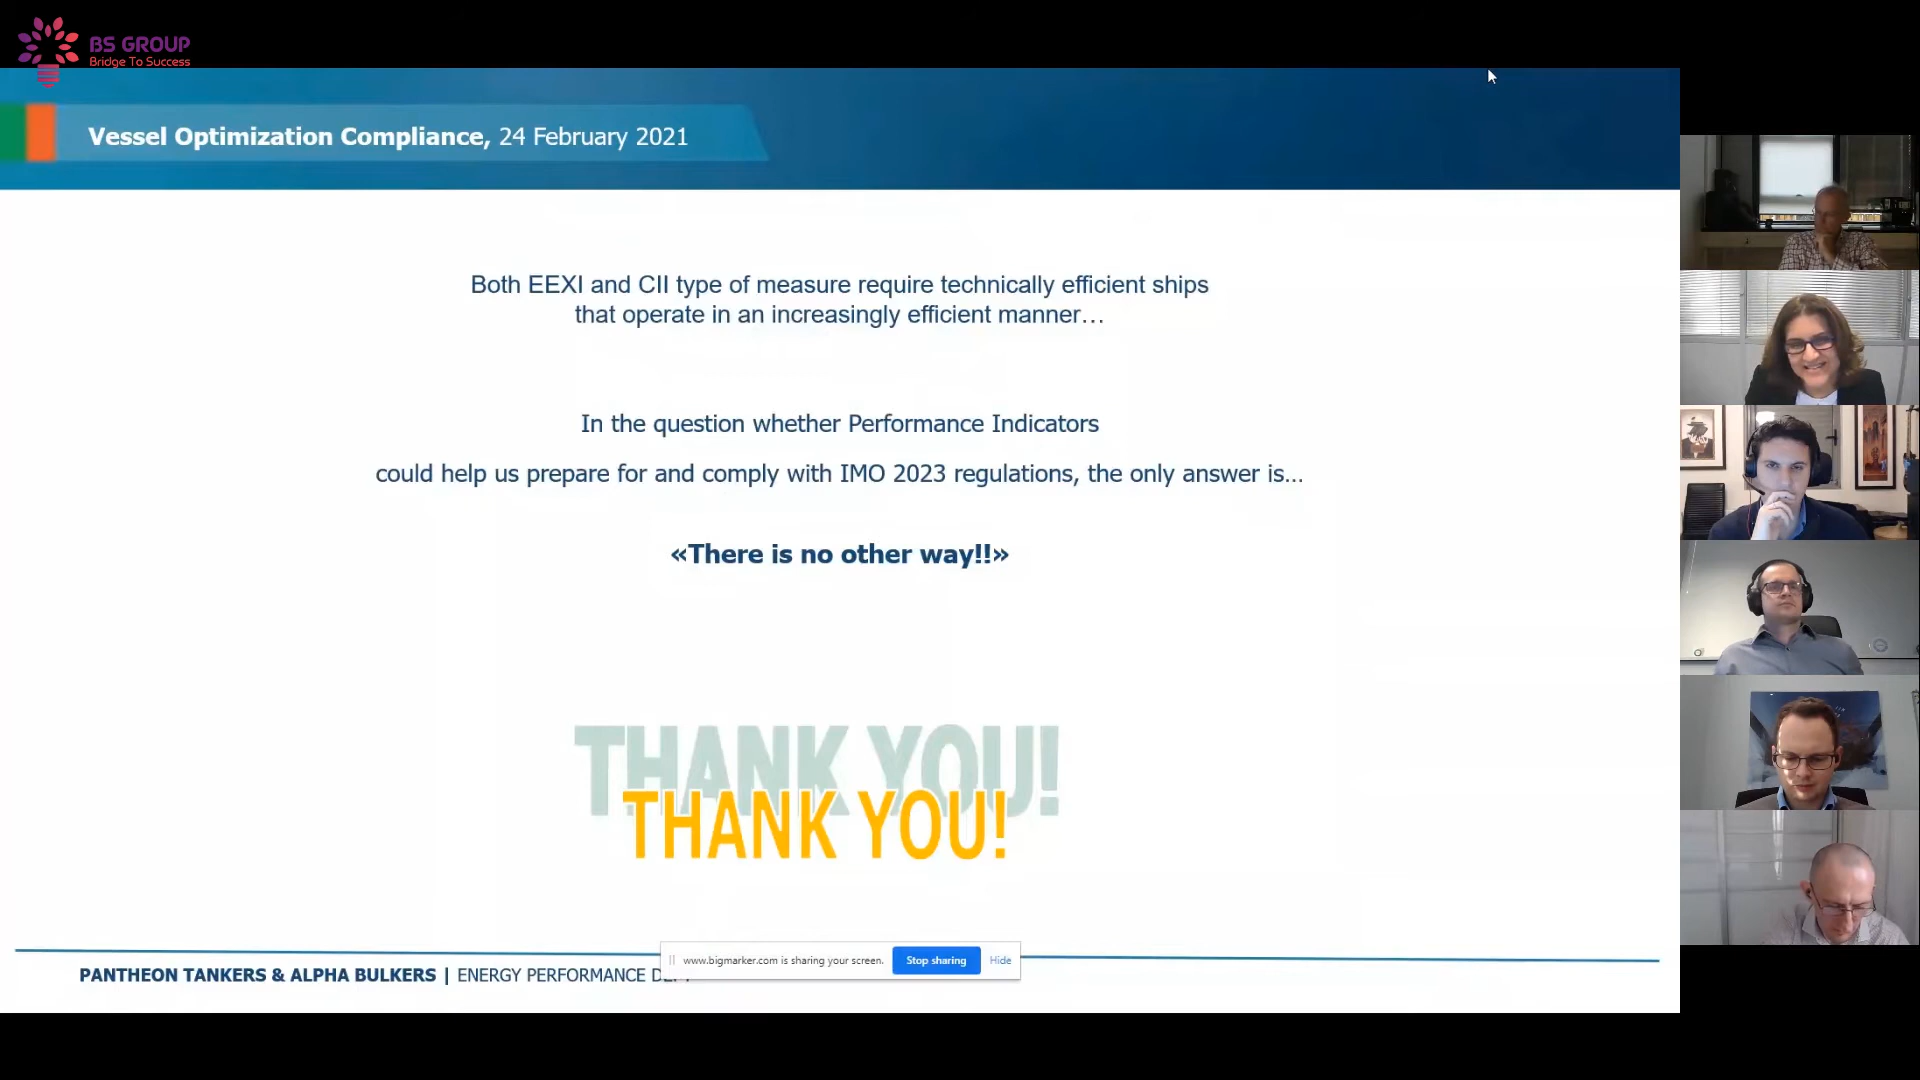 BS GROUP
Bridge To Success
Vessel Optimization Compliance, 24 February 2021
Both EEXI and CII type of measure require technically efficient ships
that operate in an increasingly efficient manner…
In the question whether Performance Indicators
could help us prepare for and comply with IMO 2023 regulations, the only answer is…
«There is no other way!!»
THANK YOU!
THANK YOU!
www.bigmarker.com is sharing your screen. Stop sharing Hide
PANTHEON TANKERS & ALPHA BULKERS | ENERGY PERFORMANCE